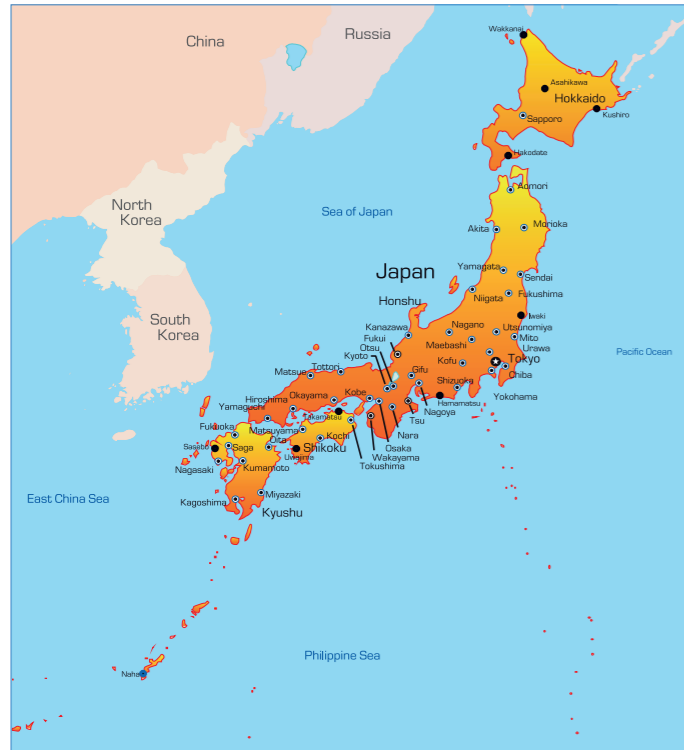 Wakkanai
China
Russia
Asahikawa
Hokkaido
Kushiro
Sapporo
Hakodate
Aomori
North
Korea
Sea of Japan
Akita
Morioka
Japan
Yamagata
Sendai
Niigata
Fukushima
Honshu
South
Korea
Iwaki
Kanazawa
Nagano
Utsunomiya
Fukui
Maebashi
Mito
Otsu
Urawa
Kyoto
Pacific Ocean
Tottori
Kofu
Tokyo
Matsue
Gifu
Chiba
Shizuoka
Okayama
Kobe
Hiroshima
Hamamatsu
Yokohama
Yamaguchi
Nagoya
Takamatsu
Tsu
Fukuoka
Matsuyama
Nara
Oita
Kochi
Osaka
Sasebo
Saga
Shikoku
Wakayama
Uwajima
Tokushima
Nagasaki
Kumamoto
East China Sea
Miyazaki
Kagoshima
Kyushu
Philippine Sea
Naha